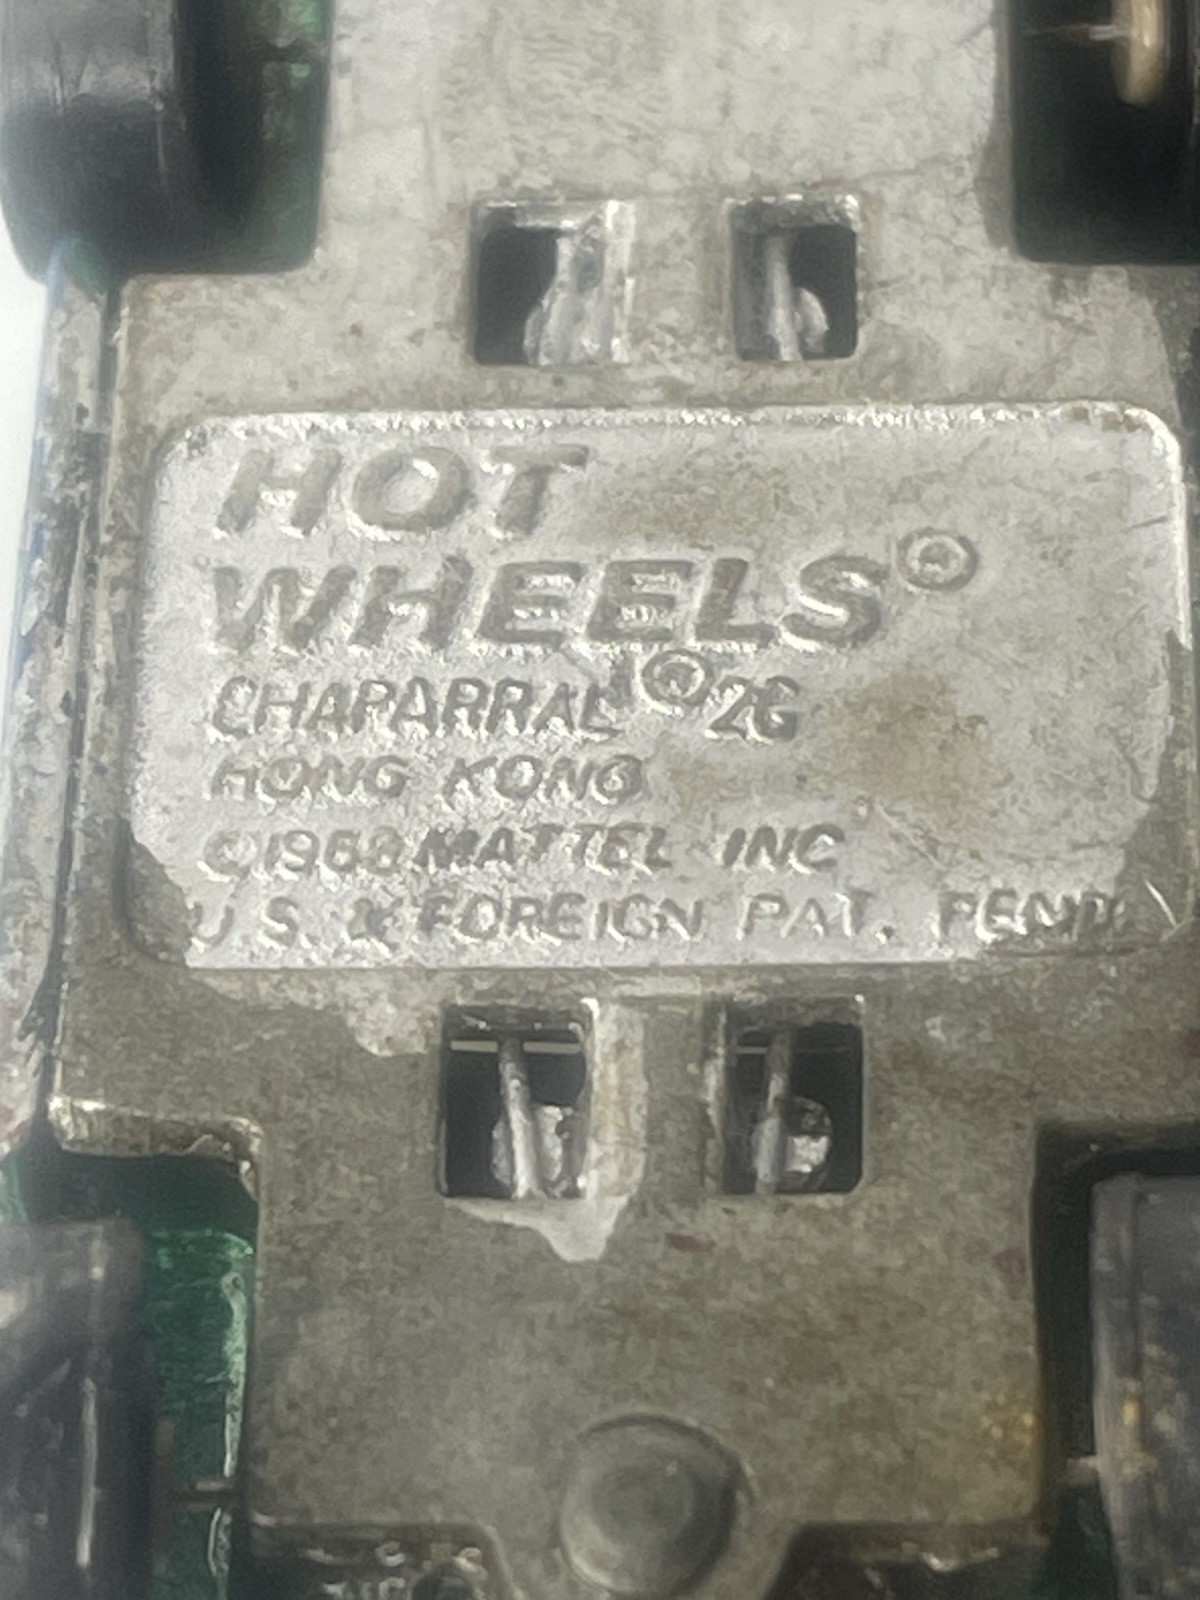 HOT
WHEELS®
CHAPARRAL® 2G
HONG KONG
©1968 MATTEL INC
U.S. & FOREIGN PAT. PEND